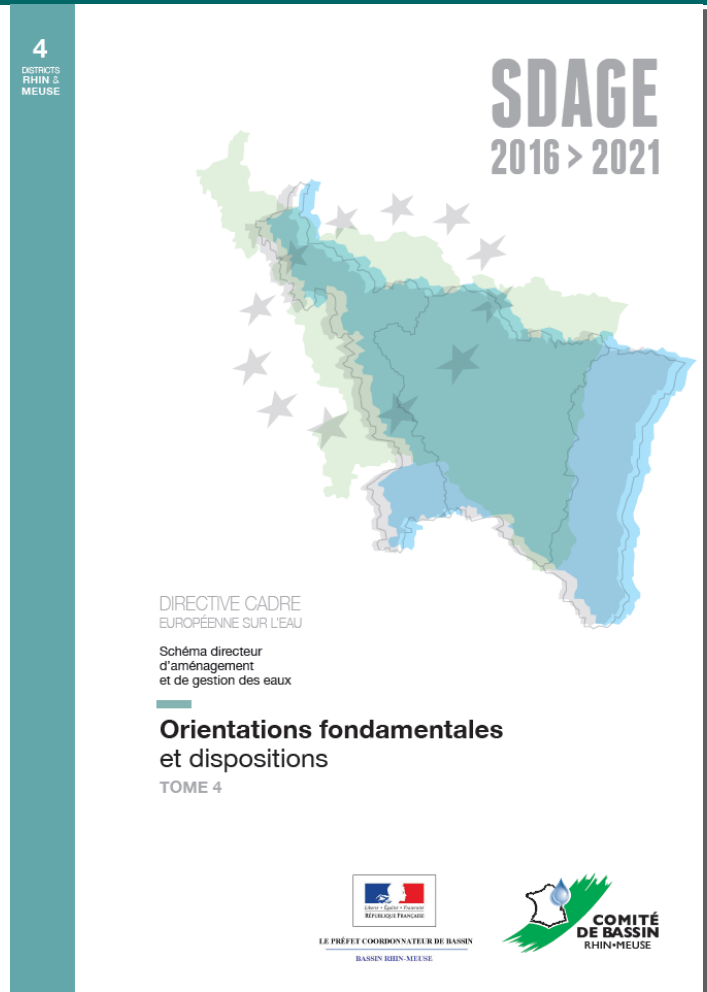 4
DISTRICTS
RHIN &
MEUSE
SDAGE
2016 > 2021
DIRECTIVE CADRE
EUROPÉENNE SUR L'EAU
Schéma directeur
d'aménagement
et de gestion des eaux
Orientations fondamentales
et dispositions
TOME 4
Liberté • Égalité • Fraternité
RÉPUBLIQUE FRANÇAISE
LE PRÉFET COORDONNATEUR DE BASSIN
BASSIN RHIN-MEUSE
COMITÉ
DE BASSIN
RHIN•MEUSE